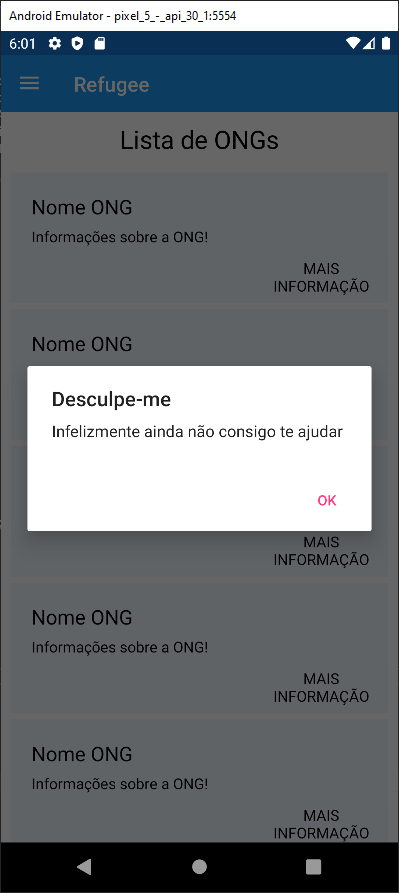 Android Emulator - pixel_5_-_api_30_1:5554
6:01
Refugee
Lista de ONGs
Nome ONG
Informações sobre a ONG!
MAIS
INFORMAÇÃO
Nome ONG
Desculpe-me
Infelizmente ainda não consigo te ajudar
OK
MAIS
INFORMAÇÃO
Nome ONG
Informações sobre a ONG!
MAIS
INFORMAÇÃO
Nome ONG
Informações sobre a ONG!
MAIS
INFORMAÇÃO